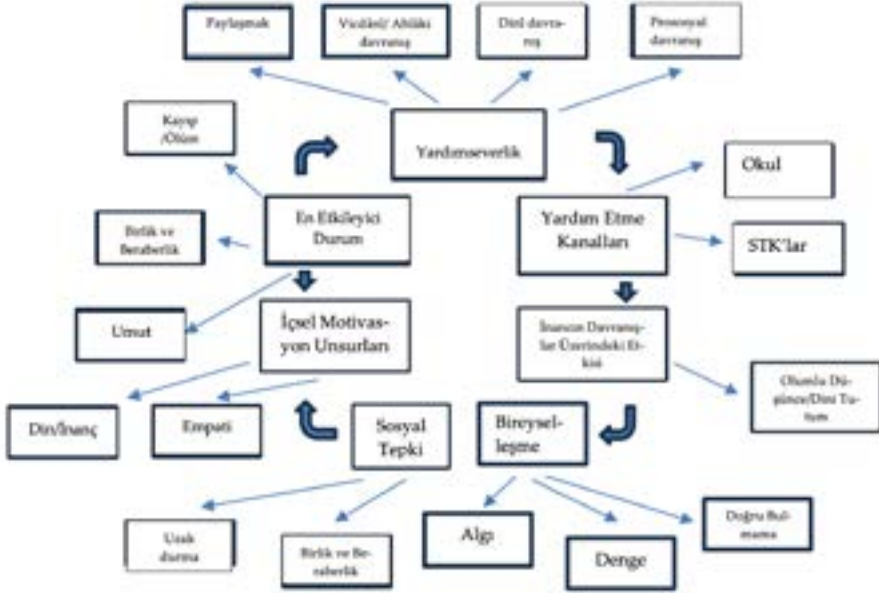 Paylaşmak
Vicdânî/ Ahlâki
davranış
Dinî davra-
nış
Prososyal
davranış
Kayıp
/Ölüm
Yardımseverlik
Okul
En Etkileyici
Durum
Yardım Etme
Kanalları
Birlik ve
Beraberlik
STK'lar
Umut
İçsel Motivas-
yon Unsurları
İnancın Davranış-
lar Üzerindeki Et-
kisi
Olumlu Dü-
şünce/Dini Tu-
tum
Din/İnanç
Empati
Sosyal
Tepki
Bireysel-
leşme
Uzak
durma
Birlik ve Be-
raberlik
Algı
Denge
Doğru Bul-
mama